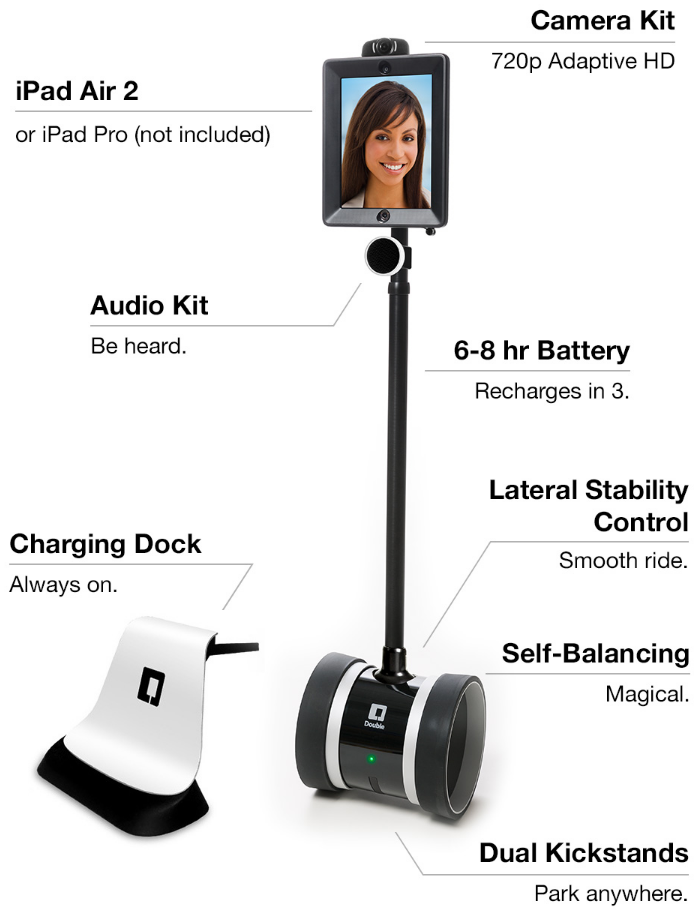 Camera Kit
720p Adaptive HD
iPad Air 2
or iPad Pro (not included)
Audio Kit
Be heard.
6-8 hr Battery
Recharges in 3.
Lateral Stability
Control
Smooth ride.
Charging Dock
Always on.
Self-Balancing
Magical.
Double
Dual Kickstands
Park anywhere.